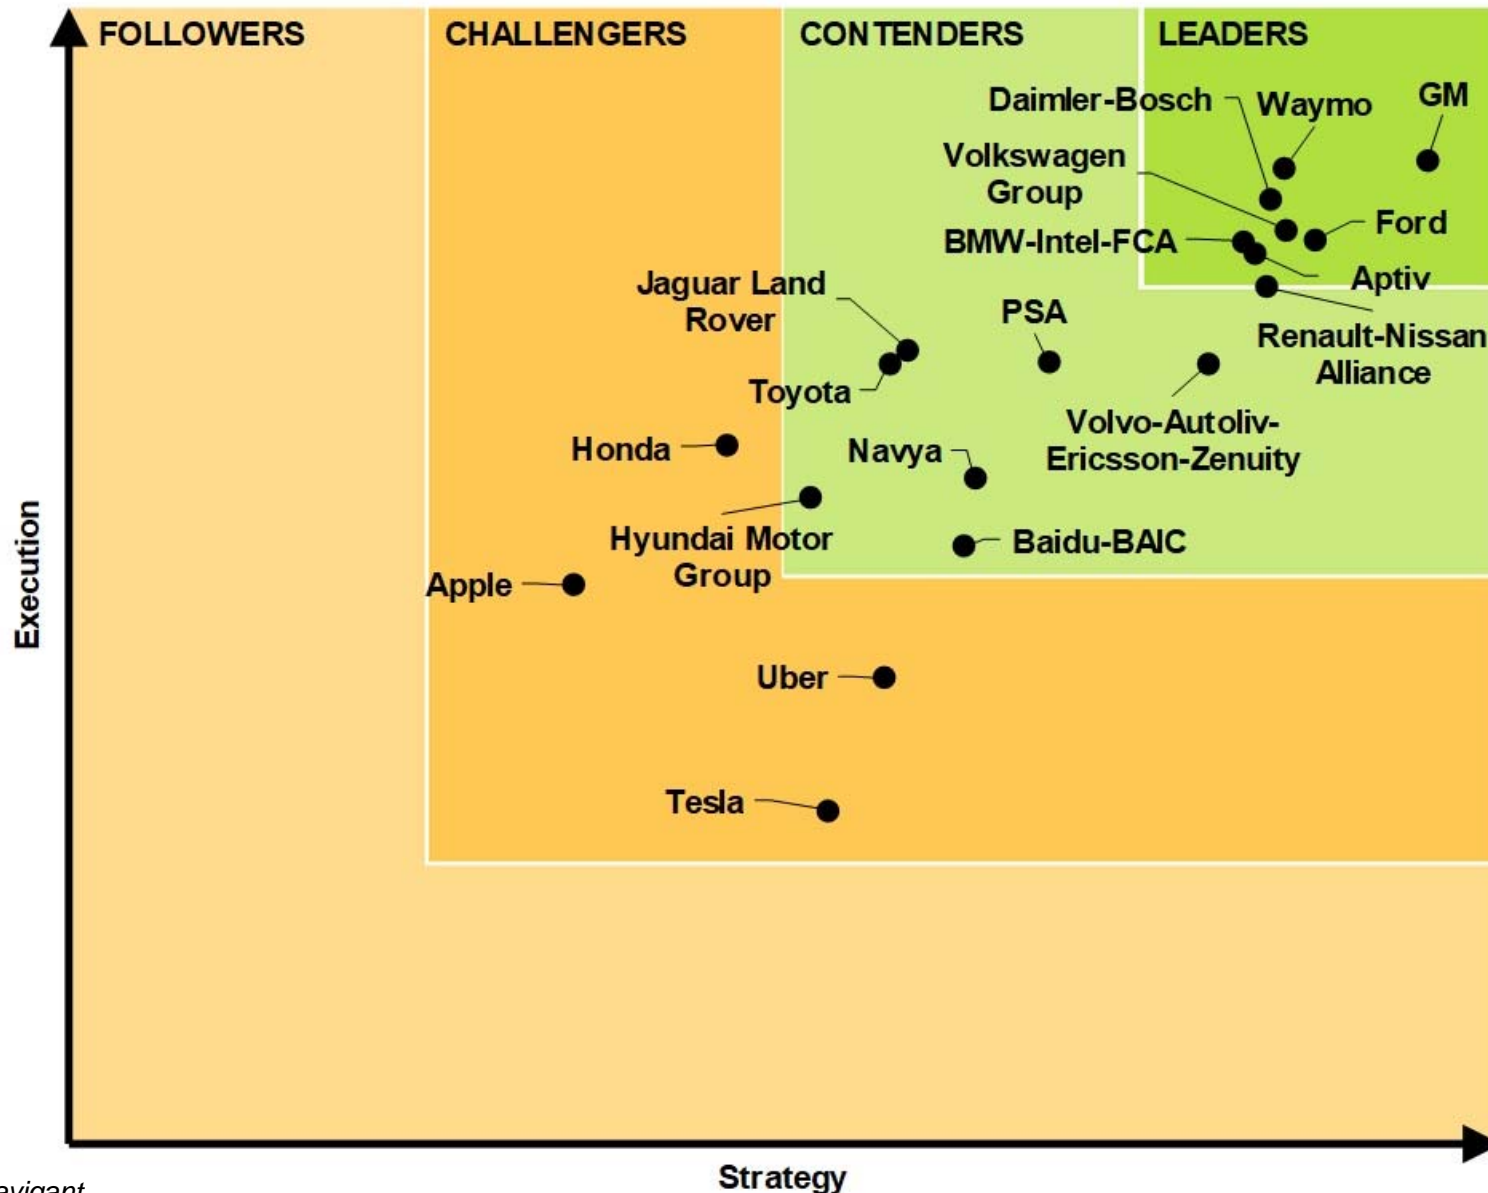 FOLLOWERS
CHALLENGERS
CONTENDERS
LEADERS
Daimler-Bosch
Waymo
GM
Volkswagen
Group
Ford
BMW-Intel-FCA
Aptiv
Jaguar Land
Rover
PSA
Renault-Nissan
Alliance
Toyota
Volvo-Autoliv-
Ericsson-Zenuity
Honda
Navya
Hyundai Motor
Group
Baidu-BAIC
Apple
Uber
Tesla
Execution
Strategy
avigant